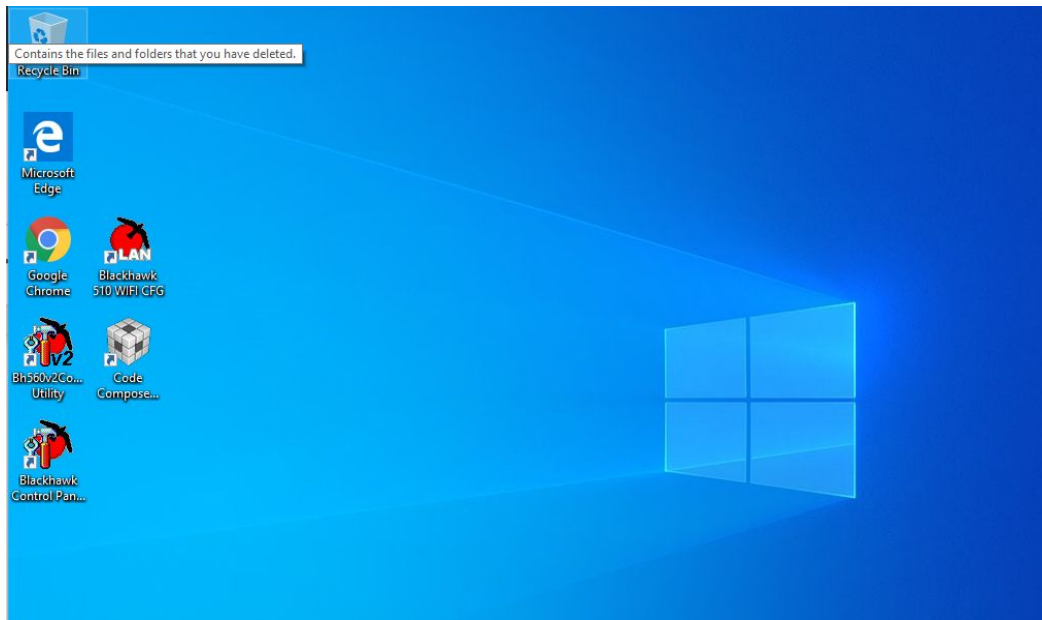 Contains the files and folders that you have deleted.
Recycle Bin
Microsoft
Edge
Google
Chrome
LAN
Blackhawk
510 WIFI CFG
v2
Bh560v2Co...
Utility
Code
Compose...
Blackhawk
Control Pan...